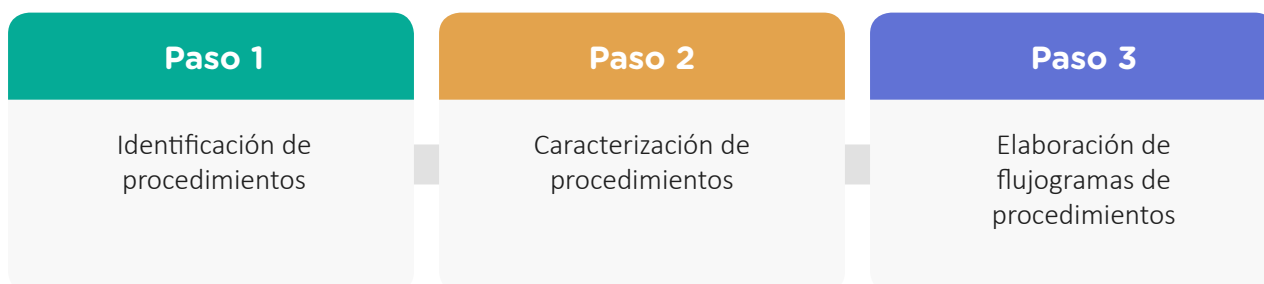 Paso 1
Identificación de
procedimientos
Paso 2
Caracterización de
procedimientos
Paso 3
Elaboración de
flujogramas de
procedimientos